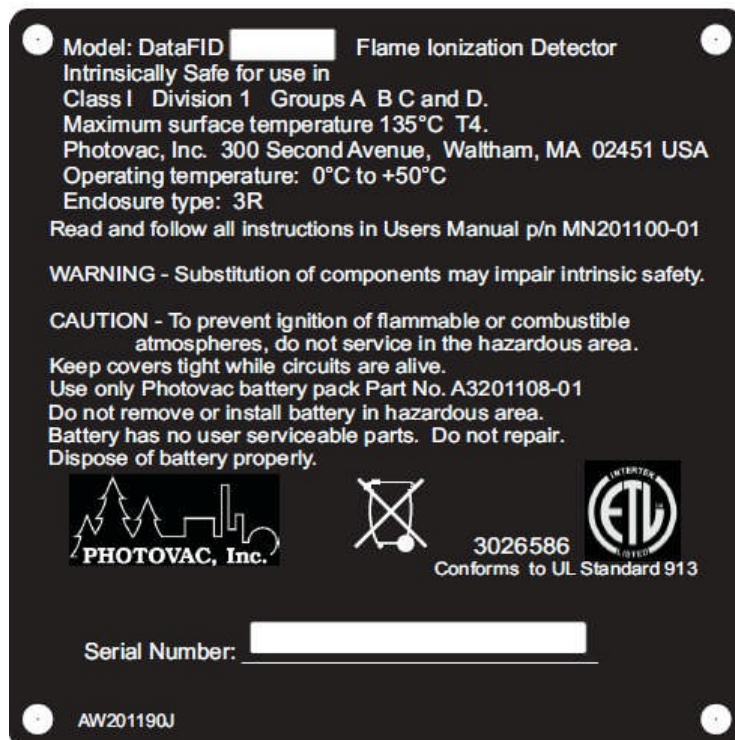 Model: DataFID Flame Ionization Detector
Intrinsically Safe for use in
Class I Division 1 Groups A B C and D.
Maximum surface temperature 135°C T4.
Photovac, Inc. 300 Second Avenue, Waltham, MA 02451 USA
Operating temperature: 0°C to +50°C
Enclosure type: 3R
Read and follow all instructions in Users Manual p/n MN201100-01
WARNING - Substitution of components may impair intrinsic safety.
CAUTION - To prevent ignition of flammable or combustible
atmospheres, do not service in the hazardous area.
Keep covers tight while circuits are alive.
Use only Photovac battery pack Part No. A3201108-01
Do not remove or install battery in hazardous area.
Battery has no user serviceable parts. Do not repair.
Dispose of battery properly.
PHOTOVAC, Inc.
INTERTEK
ETL
LISTED
3026586
Conforms to UL Standard 913
Serial Number:
AW201190J